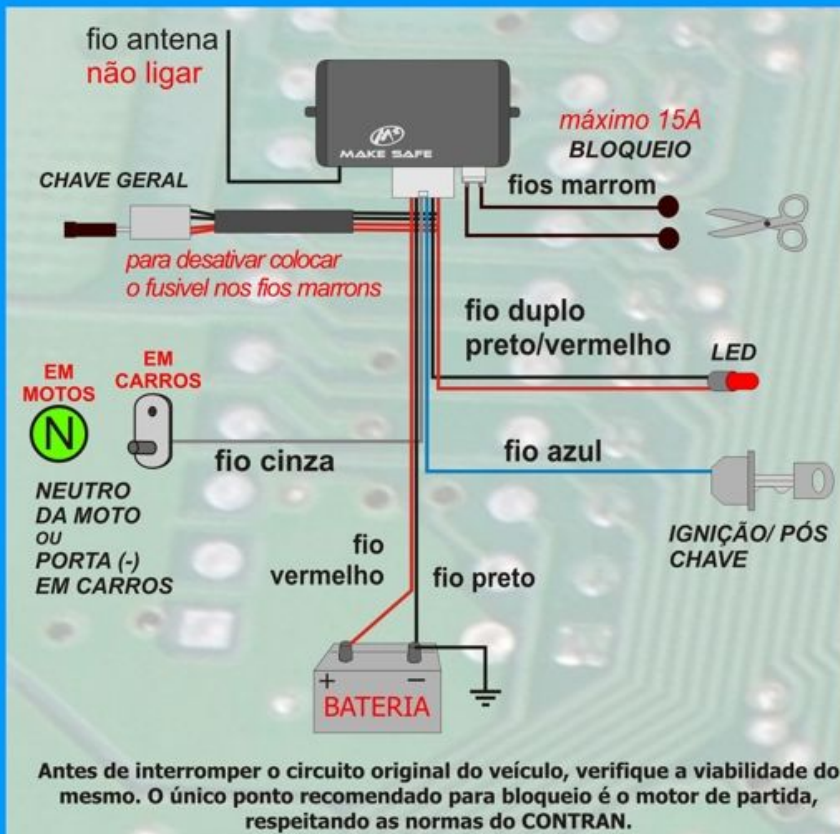 fio antena
não ligar
M²
MAKE SAFE
máximo 15A
BLOQUEIO
fios marrom
CHAVE GERAL
para desativar colocar
o fusivel nos fios marrons
fio duplo
preto/vermelho
LED
EM
MOTOS
EM
CARROS
N
fio cinza
fio azul
NEUTRO
DA MOTO
OU
PORTA (-)
EM CARROS
IGNIÇÃO/ PÓS
CHAVE
fio
vermelho
fio preto
+ −
BATERIA
Antes de interromper o circuito original do veículo, verifique a viabilidade do
mesmo. O único ponto recomendado para bloqueio é o motor de partida,
respeitando as normas do CONTRAN.